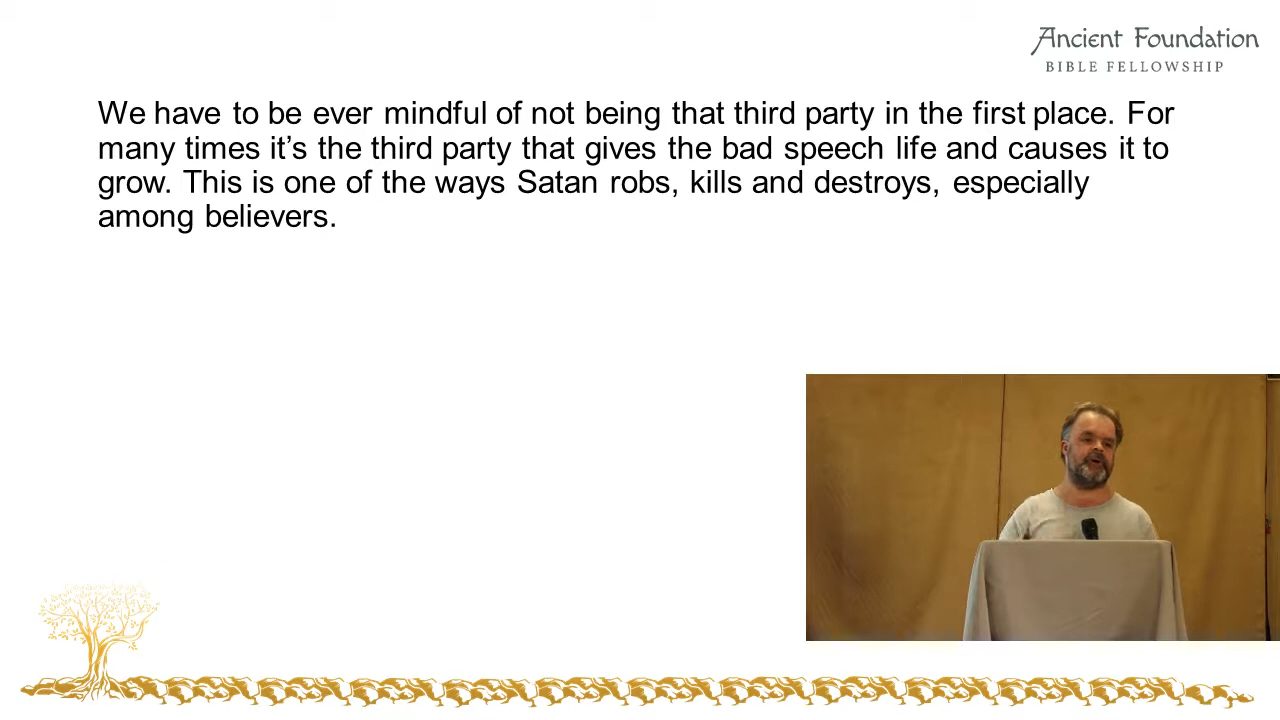 Ancient Foundation
BIBLE FELLOWSHIP
We have to be ever mindful of not being that third party in the first place. For
many times it’s the third party that gives the bad speech life and causes it to
grow. This is one of the ways Satan robs, kills and destroys, especially
among believers.